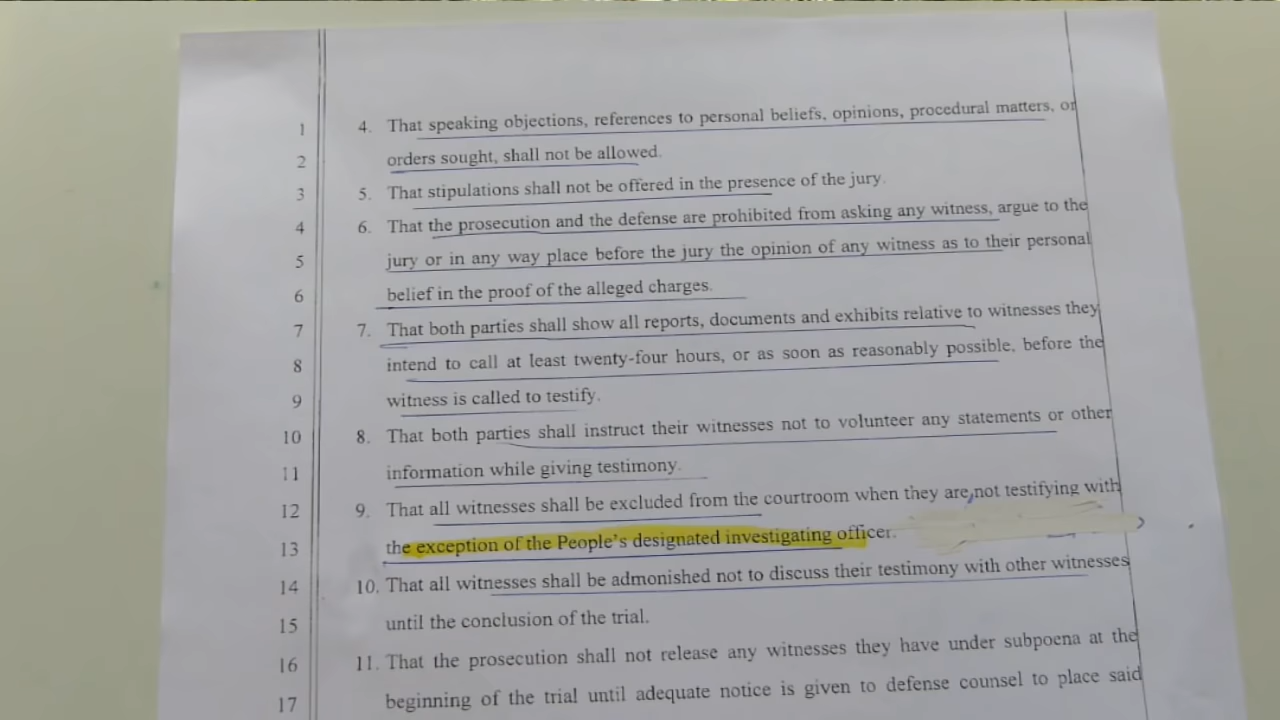 1 4. That speaking objections, references to personal beliefs, opinions, procedural matters, or
2 orders sought, shall not be allowed.
3 5. That stipulations shall not be offered in the presence of the jury.
4 6. That the prosecution and the defense are prohibited from asking any witness, argue to the
5 jury or in any way place before the jury the opinion of any witness as to their personal
6 belief in the proof of the alleged charges.
7 7. That both parties shall show all reports, documents and exhibits relative to witnesses they
8 intend to call at least twenty-four hours, or as soon as reasonably possible, before the
9 witness is called to testify.
10 8. That both parties shall instruct their witnesses not to volunteer any statements or other
11 information while giving testimony.
12 9. That all witnesses shall be excluded from the courtroom when they are not testifying with
13 the exception of the People's designated investigating officer.
14 10. That all witnesses shall be admonished not to discuss their testimony with other witnesses
15 until the conclusion of the trial.
16 11. That the prosecution shall not release any witnesses they have under subpoena at the
17 beginning of the trial until adequate notice is given to defense counsel to place said